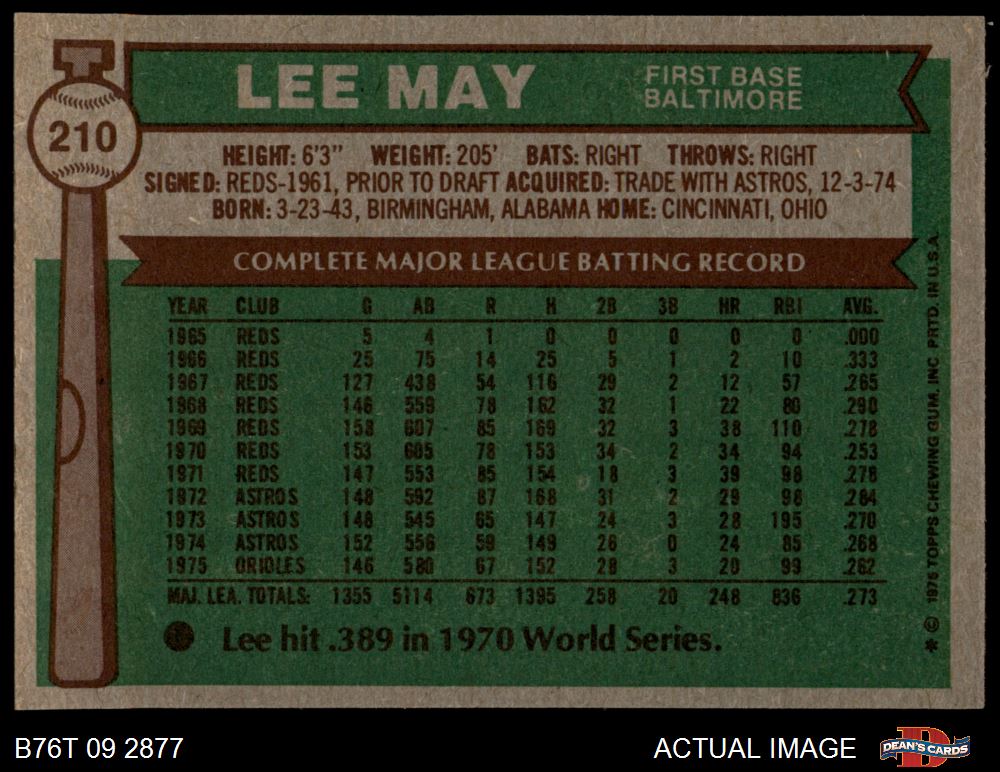 210
LEE MAY
FIRST BASE
BALTIMORE
HEIGHT: 6'3" WEIGHT: 205' BATS: RIGHT THROWS: RIGHT
SIGNED: REDS-1961, PRIOR TO DRAFT ACQUIRED: TRADE WITH ASTROS, 12-3-74
BORN: 3-23-43, BIRMINGHAM, ALABAMA HOME: CINCINNATI, OHIO
COMPLETE MAJOR LEAGUE BATTING RECORD
YEAR CLUB G AB R H 2B 3B HR RBI AVG.
1965 REDS 5 4 1 0 0 0 0 0 .000
1966 REDS 25 75 14 25 5 1 2 10 .333
1967 REDS 127 438 54 116 29 2 12 57 .265
1968 REDS 146 559 78 162 32 1 22 80 .290
1969 REDS 158 607 85 169 32 3 38 110 .278
1970 REDS 153 605 78 153 34 2 34 94 .253
1971 REDS 147 553 85 154 18 3 39 98 .278
1972 ASTROS 148 592 87 168 31 2 29 98 .284
1973 ASTROS 148 545 65 147 24 3 28 195 .270
1974 ASTROS 152 556 59 149 26 0 24 85 .268
1975 ORIOLES 146 580 67 152 28 3 20 99 .262
MAJ. LEA. TOTALS: 1355 5114 673 1395 258 20 248 836 .273
Lee hit .389 in 1970 World Series.
* © 1976 TOPPS CHEWING GUM, INC PRTD. IN U.S.A.
B76T 09 2877
ACTUAL IMAGE
D
DEAN'S CARDS